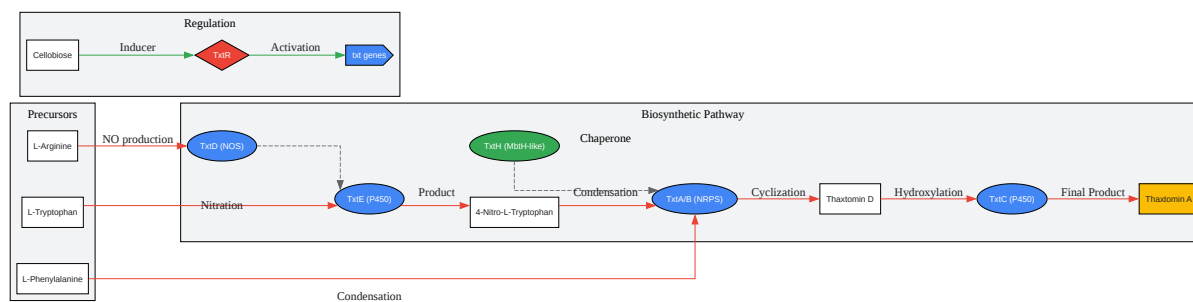 Regulation
Cellobiose
Inducer
TxtR
Activation
txt genes
Precursors
L-Arginine
L-Tryptophan
L-Phenylalanine
Biosynthetic Pathway
NO production
TxtD (NOS)
TxtH (MbtH-like)
Chaperone
Nitration
TxtE (P450)
Product
4-Nitro-L-Tryptophan
Condensation
TxtA/B (NRPS)
Cyclization
Thaxtomin D
Hydroxylation
TxtC (P450)
Final Product
Thaxtomin A
Condensation